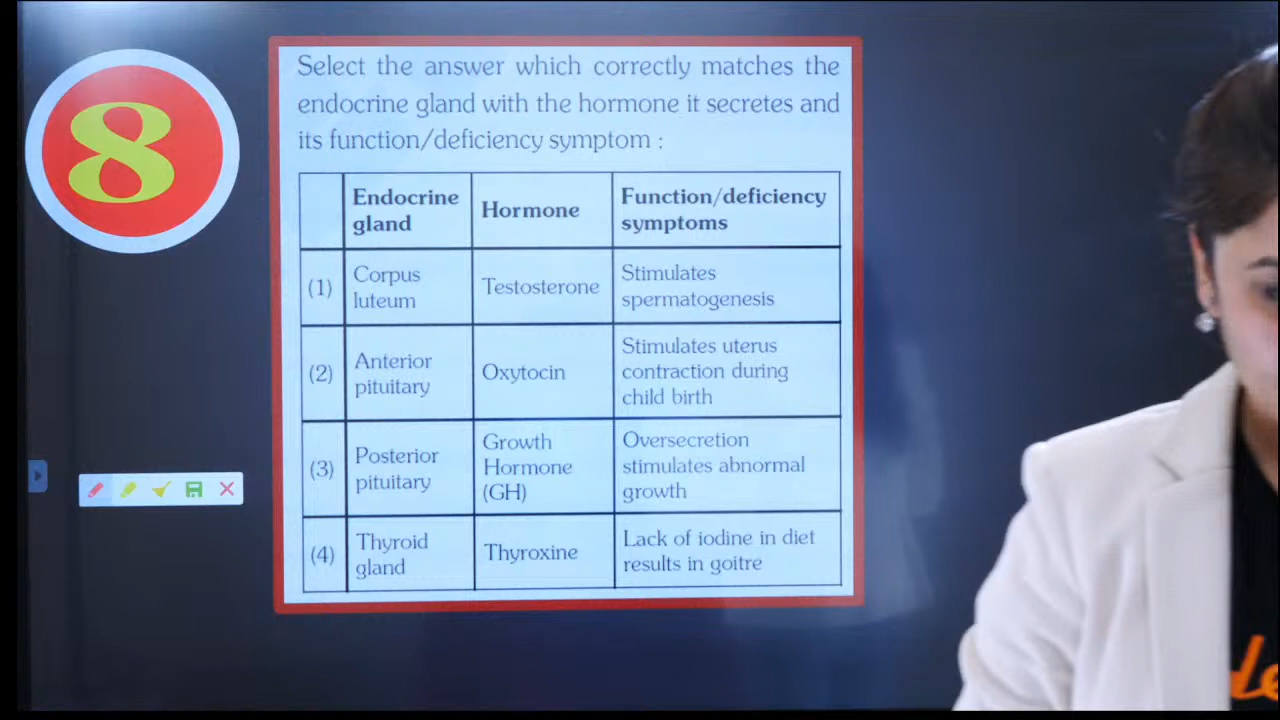 8
Select the answer which correctly matches the
endocrine gland with the hormone it secretes and
its function/deficiency symptom :
Endocrine gland
Hormone
Function/deficiency symptoms
(1)
Corpus luteum
Testosterone
Stimulates spermatogenesis
(2)
Anterior pituitary
Oxytocin
Stimulates uterus contraction during child birth
(3)
Posterior pituitary
Growth Hormone (GH)
Oversecretion stimulates abnormal growth
(4)
Thyroid gland
Thyroxine
Lack of iodine in diet results in goitre